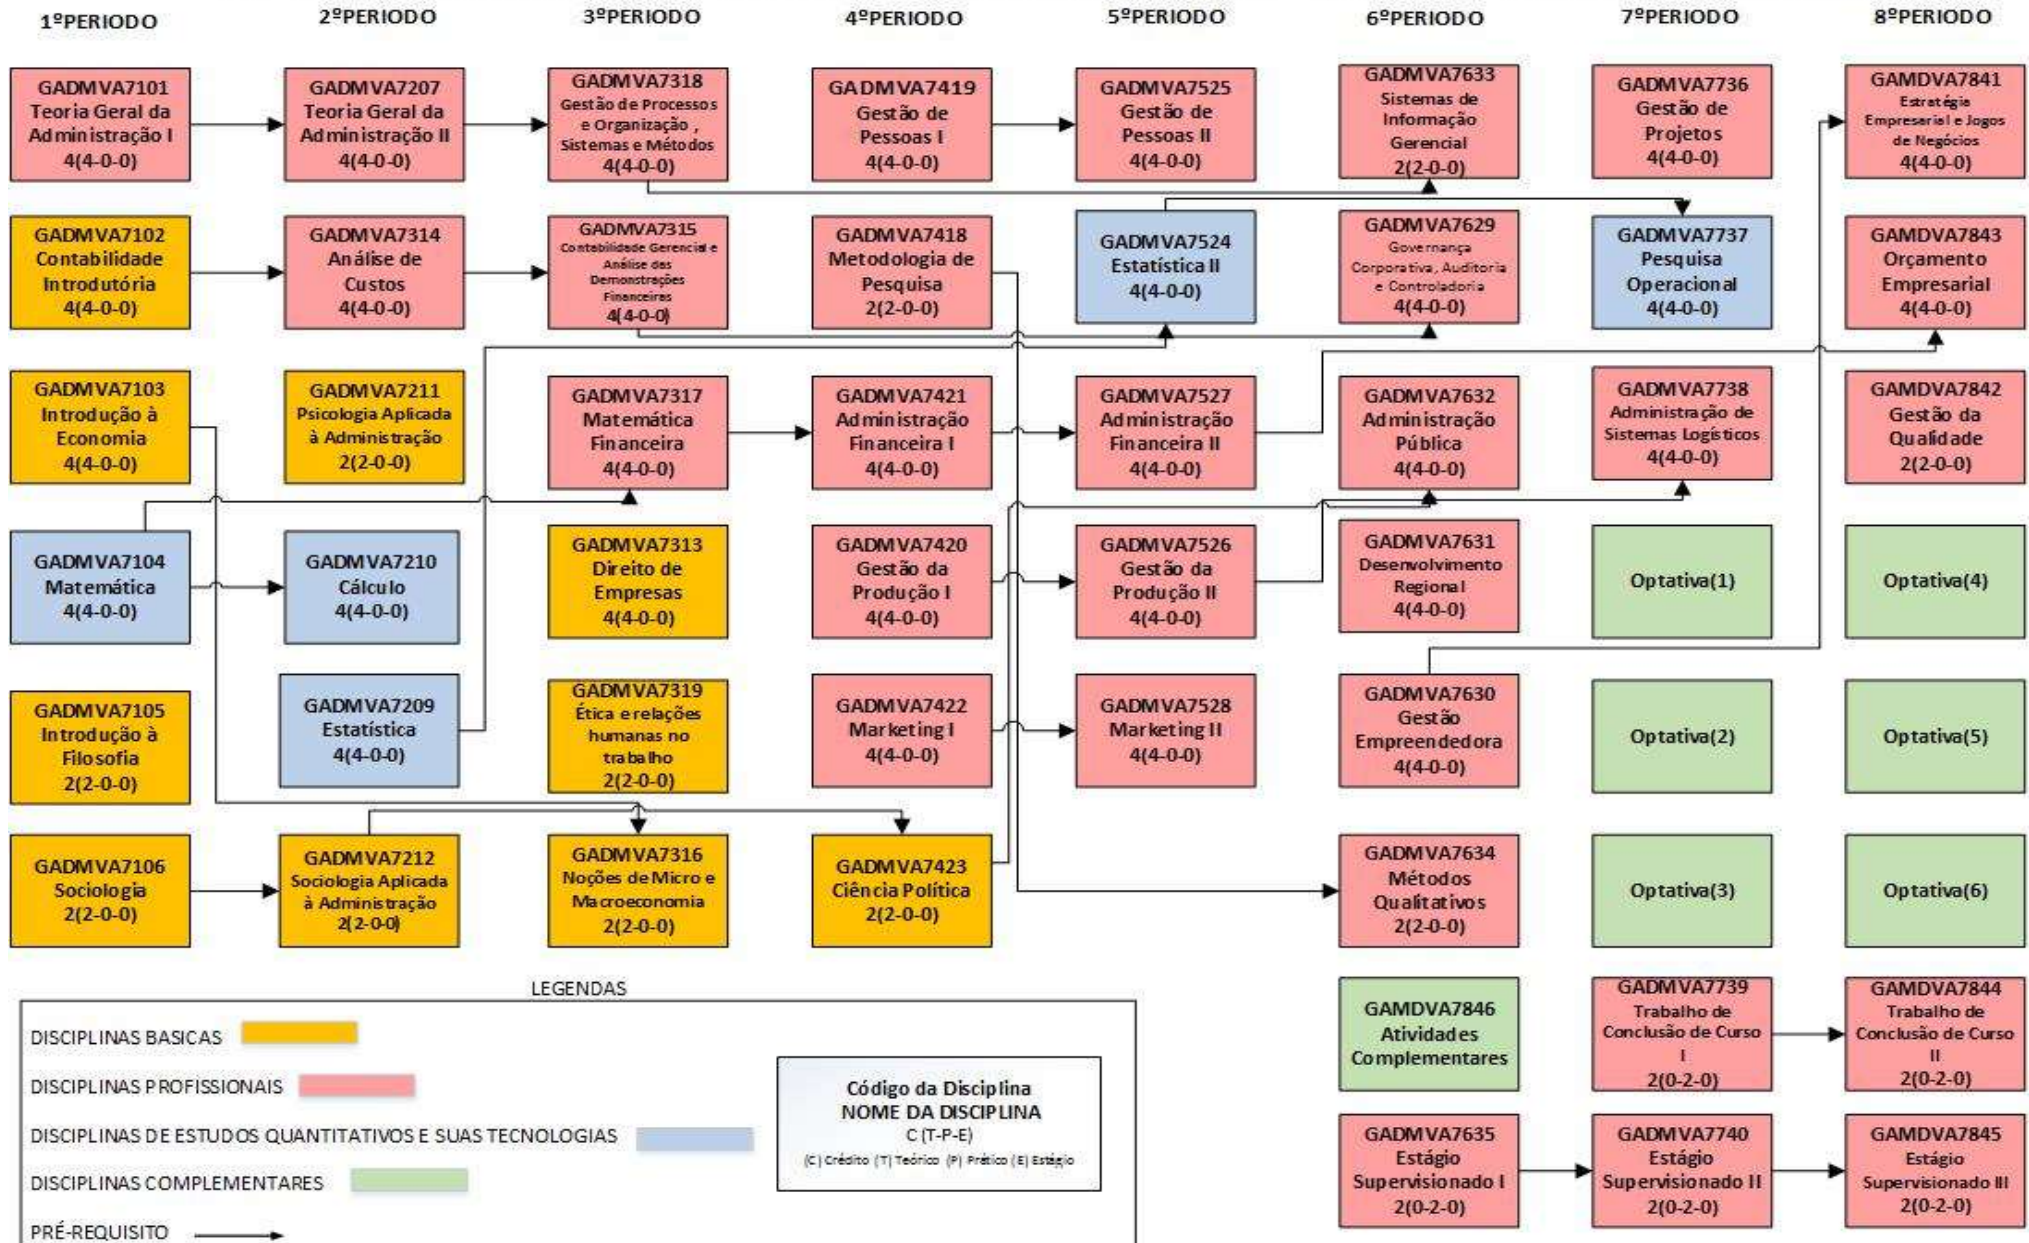 1ºPERIODO
2ºPERIODO
3ºPERIODO
4ºPERIODO
5ºPERIODO
6ºPERIODO
7ºPERIODO
8ºPERIODO
GADMVA7101
Teoria Geral da
Administração I
4(4-0-0)
GADMVA7207
Teoria Geral da
Administração II
4(4-0-0)
GADMVA7318
Gestão de Processos
e Organização ,
Sistemas e Métodos
4(4-0-0)
GADMVA7419
Gestão de
Pessoas I
4(4-0-0)
GADMVA7525
Gestão de
Pessoas II
4(4-0-0)
GADMVA7633
Sistemas de
Informação
Gerencial
2(2-0-0)
GADMVA7736
Gestão de
Projetos
4(4-0-0)
GAMDVA7841
Estratégia
Empresarial e Jogos
de Negócios
4(4-0-0)
GADMVA7102
Contabilidade
Introdutória
4(4-0-0)
GADMVA7314
Análise de
Custos
4(4-0-0)
GADMVA7315
Contabilidade Gerencial e
Análise das
Demonstrações
Financeiras
4(4-0-0)
GADMVA7418
Metodologia de
Pesquisa
2(2-0-0)
GADMVA7524
Estatística II
4(4-0-0)
GADMVA7629
Governança
Corporativa, Auditoria
e Controladoria
4(4-0-0)
GADMVA7737
Pesquisa
Operacional
4(4-0-0)
GAMDVA7843
Orçamento
Empresarial
4(4-0-0)
GADMVA7103
Introdução à
Economia
4(4-0-0)
GADMVA7211
Psicologia Aplicada
à Administração
2(2-0-0)
GADMVA7317
Matemática
Financeira
4(4-0-0)
GADMVA7421
Administração
Financeira I
4(4-0-0)
GADMVA7527
Administração
Financeira II
4(4-0-0)
GADMVA7632
Administração
Pública
4(4-0-0)
GADMVA7738
Administração de
Sistemas Logísticos
4(4-0-0)
GAMDVA7842
Gestão da
Qualidade
2(2-0-0)
GADMVA7104
Matemática
4(4-0-0)
GADMVA7210
Cálculo
4(4-0-0)
GADMVA7313
Direito de
Empresas
4(4-0-0)
GADMVA7420
Gestão da
Produção I
4(4-0-0)
GADMVA7526
Gestão da
Produção II
4(4-0-0)
GADMVA7631
Desenvolvimento
Regional
4(4-0-0)
Optativa(1)
Optativa(4)
GADMVA7105
Introdução à
Filosofia
2(2-0-0)
GADMVA7209
Estatística
4(4-0-0)
GADMVA7319
Ética e relações
humanas no
trabalho
2(2-0-0)
GADMVA7422
Marketing I
4(4-0-0)
GADMVA7528
Marketing II
4(4-0-0)
GADMVA7630
Gestão
Empreendedora
4(4-0-0)
Optativa(2)
Optativa(5)
GADMVA7106
Sociologia
2(2-0-0)
GADMVA7212
Sociologia Aplicada
à Administração
2(2-0-0)
GADMVA7316
Noções de Micro e
Macroeconomia
2(2-0-0)
GADMVA7423
Ciência Política
2(2-0-0)
GADMVA7634
Métodos
Qualitativos
2(2-0-0)
Optativa(3)
Optativa(6)
GAMDVA7846
Atividades
Complementares
GADMVA7739
Trabalho de
Conclusão de Curso
I
2(0-2-0)
GAMDVA7844
Trabalho de
Conclusão de Curso
II
2(0-2-0)
GADMVA7635
Estágio
Supervisionado I
2(0-2-0)
GADMVA7740
Estágio
Supervisionado II
2(0-2-0)
GAMDVA7845
Estágio
Supervisionado III
2(0-2-0)
LEGENDAS
DISCIPLINAS BASICAS
DISCIPLINAS PROFISSIONAIS
DISCIPLINAS DE ESTUDOS QUANTITATIVOS E SUAS TECNOLOGIAS
DISCIPLINAS COMPLEMENTARES
PRÉ-REQUISITO
Código da Disciplina
NOME DA DISCIPLINA
C (T-P-E)
(C) Crédito (T) Teórico (P) Prático (E) Estágio